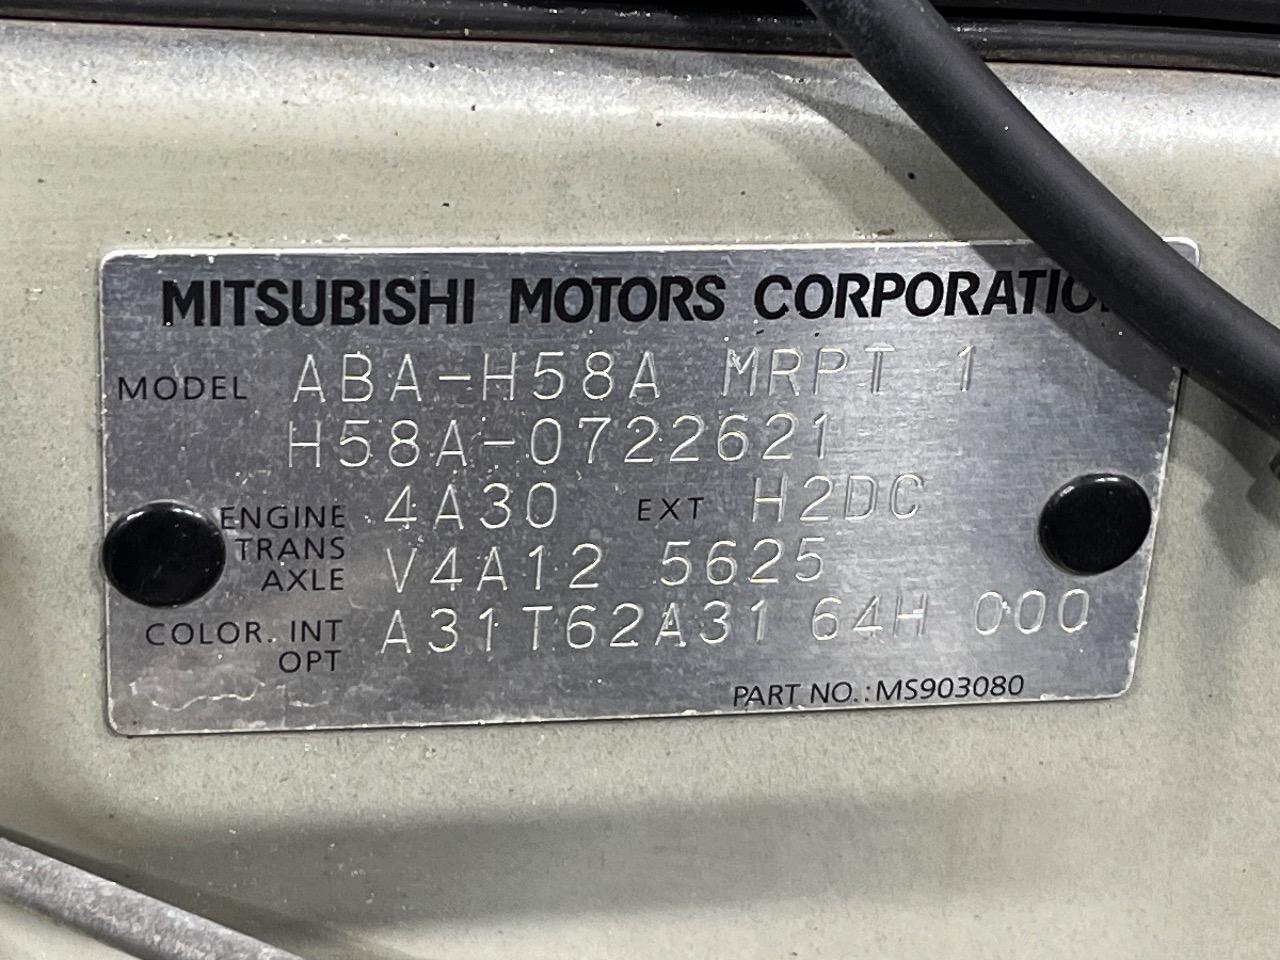 MITSUBISHI MOTORS CORPORATION
MODEL ABA-H58A MRPT 1
H58A-0722621
ENGINE 4A30 EXT H2DC
TRANS AXLE V4A12 5625
COLOR. INT OPT A31T62A31 64H 000
PART NO.: MS903080